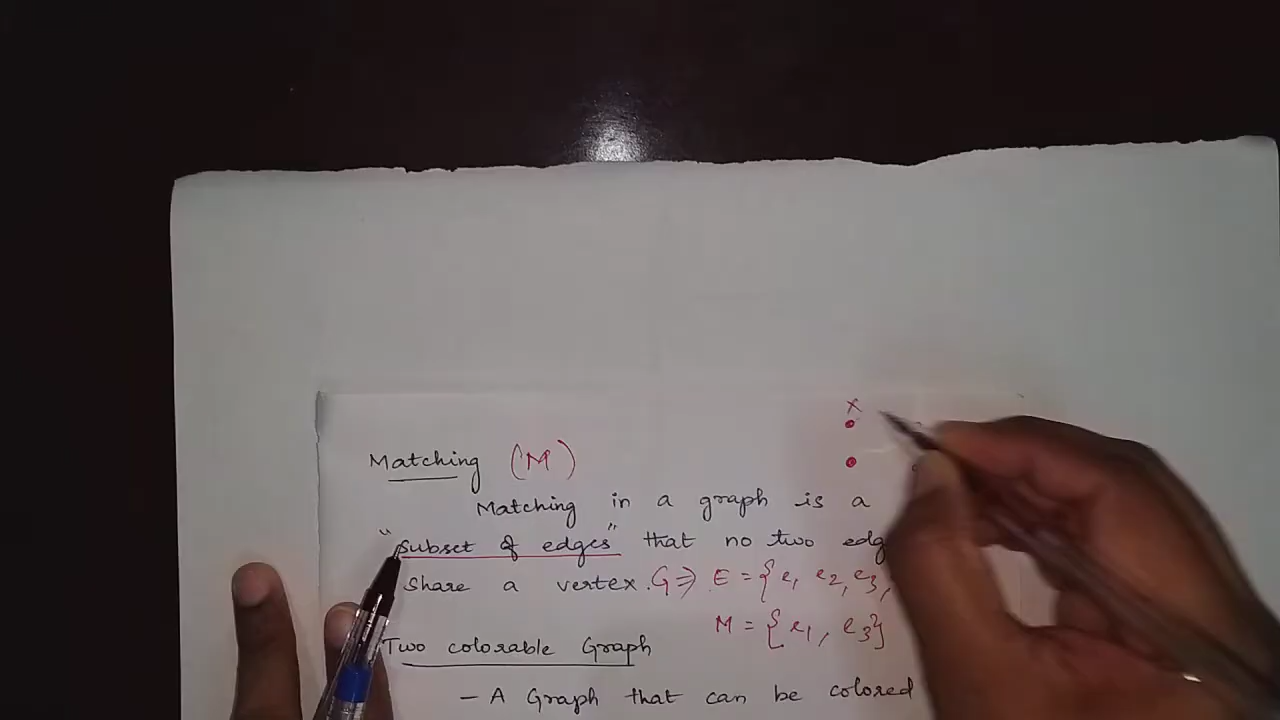 X
Matching (M)
Matching in a graph is a
"subset of edges" that no two
Share a vertex. G ⇒ E = {e1, e2, e3,
M = {e1, e3}
Two colorable Graph
- A Graph that can be colored